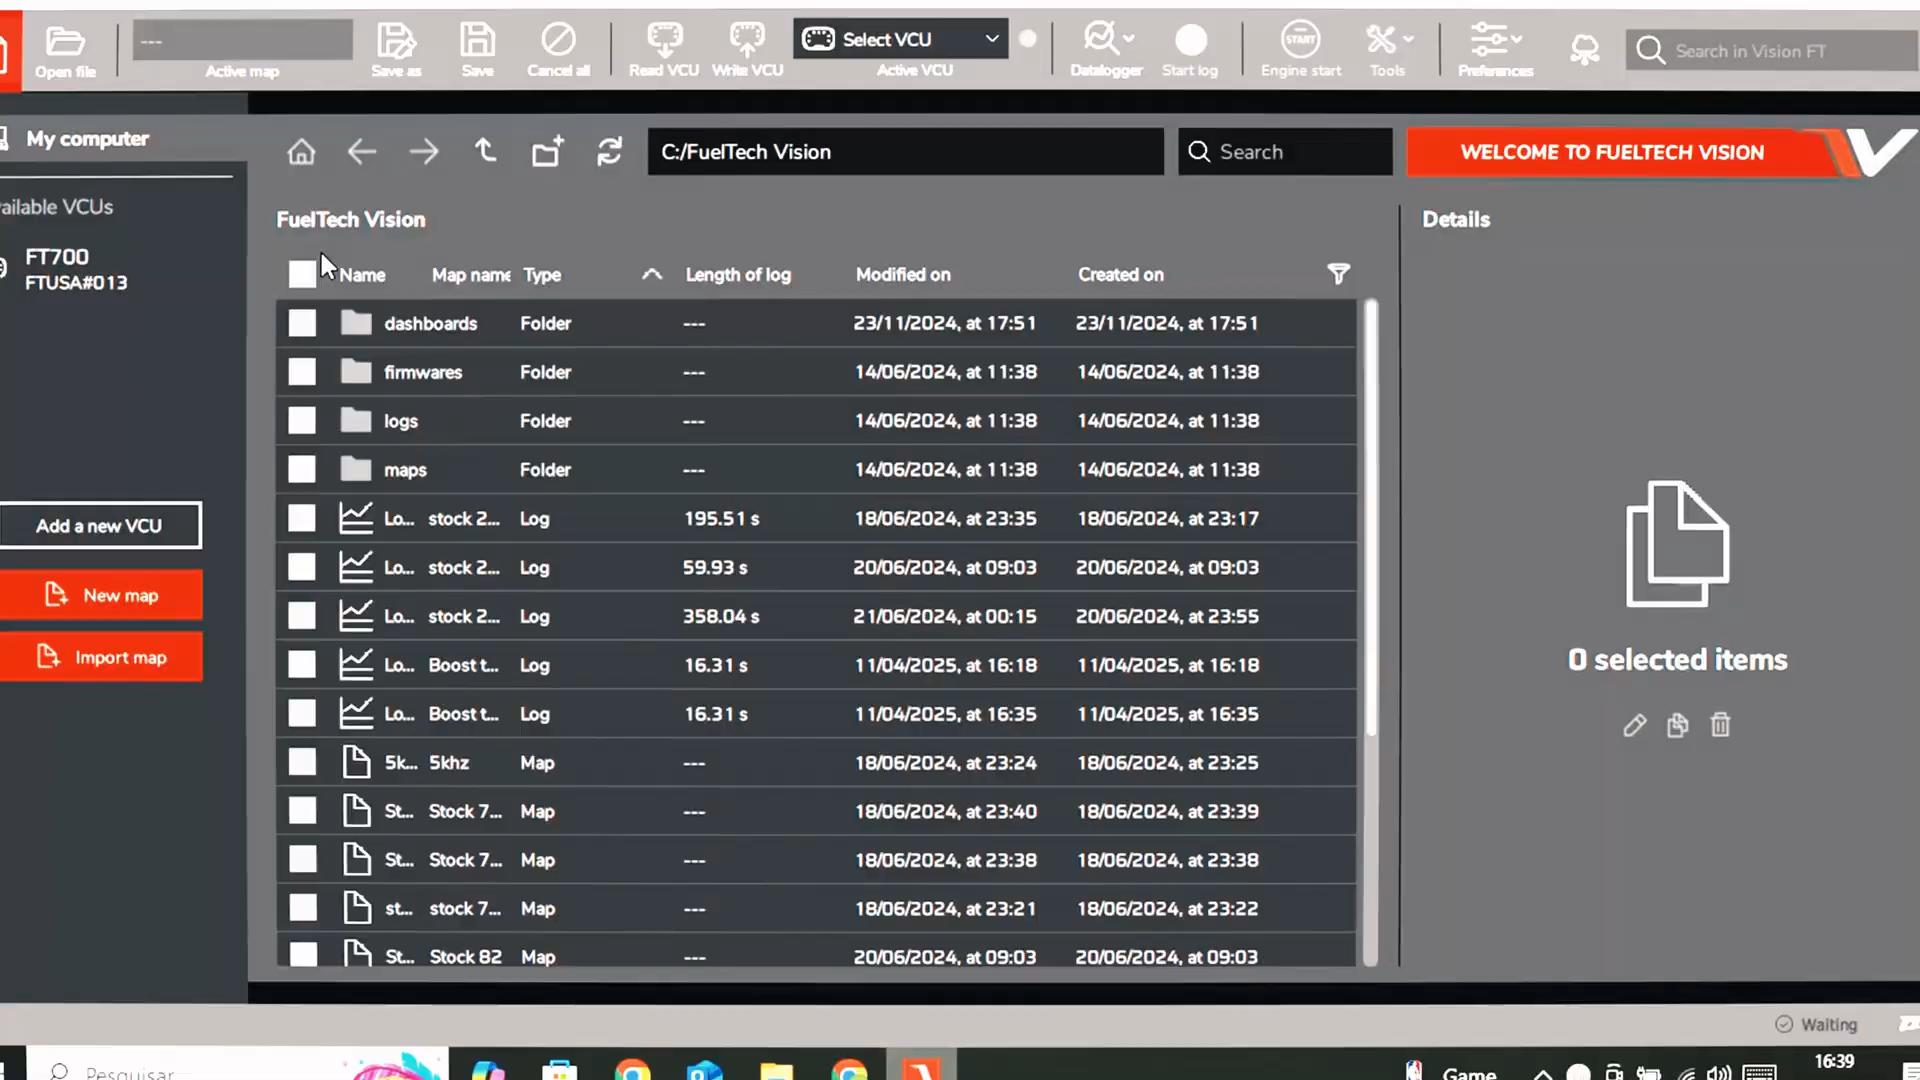 Open file
---
Active map
Save as
Save
Cancel all
Read VCU
Write VCU
Select VCU
Active VCU
Datalogger
Start log
START
Engine start
Tools
Preferences
Search in Vision FT
My computer
C:/FuelTech Vision
Search
WELCOME TO FUELTECH VISION
ailable VCUs
FT700
FTUSA#013
Add a new VCU
New map
Import map
FuelTech Vision
Name Map name Type Length of log Modified on Created on
dashboards Folder --- 23/11/2024, at 17:51 23/11/2024, at 17:51
firmwares Folder --- 14/06/2024, at 11:38 14/06/2024, at 11:38
logs Folder --- 14/06/2024, at 11:38 14/06/2024, at 11:38
maps Folder --- 14/06/2024, at 11:38 14/06/2024, at 11:38
Lo... stock 2... Log 195.51 s 18/06/2024, at 23:35 18/06/2024, at 23:17
Lo... stock 2... Log 59.93 s 20/06/2024, at 09:03 20/06/2024, at 09:03
Lo... stock 2... Log 358.04 s 21/06/2024, at 00:15 20/06/2024, at 23:55
Lo... Boost t... Log 16.31 s 11/04/2025, at 16:18 11/04/2025, at 16:18
Lo... Boost t... Log 16.31 s 11/04/2025, at 16:35 11/04/2025, at 16:35
5k... 5khz Map --- 18/06/2024, at 23:24 18/06/2024, at 23:25
St... Stock 7... Map --- 18/06/2024, at 23:40 18/06/2024, at 23:39
St... Stock 7... Map --- 18/06/2024, at 23:38 18/06/2024, at 23:38
st... stock 7... Map --- 18/06/2024, at 23:21 18/06/2024, at 23:22
St... Stock 82 Map --- 20/06/2024, at 09:03 20/06/2024, at 09:03
Details
0 selected items
Waiting
Pesquisar
Game
16:39